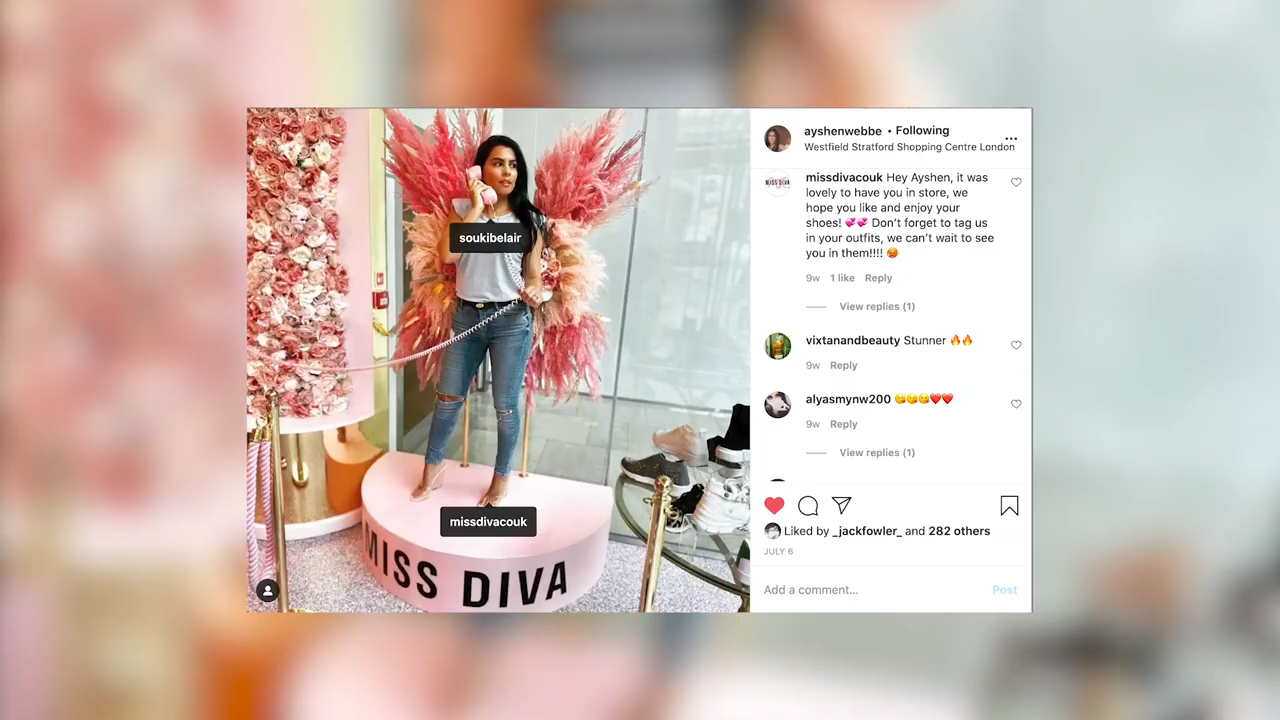 soukibelair
missdivacouk
MISS DIVA
ayshenwebbe • Following
Westfield Stratford Shopping Centre London
missdivacouk Hey Ayshen, it was
lovely to have you in store, we
hope you like and enjoy your
shoes! 💞💞 Don't forget to tag us
in your outfits, we can't wait to see
you in them!!!! 🥵
9w 1 like Reply
View replies (1)
vixtanandbeauty Stunner 🔥🔥
9w Reply
alyasmynw200 😘😘😘❤️❤️
9w Reply
View replies (1)
Liked by _jackfowler_ and 282 others
JULY 6
Add a comment... Post